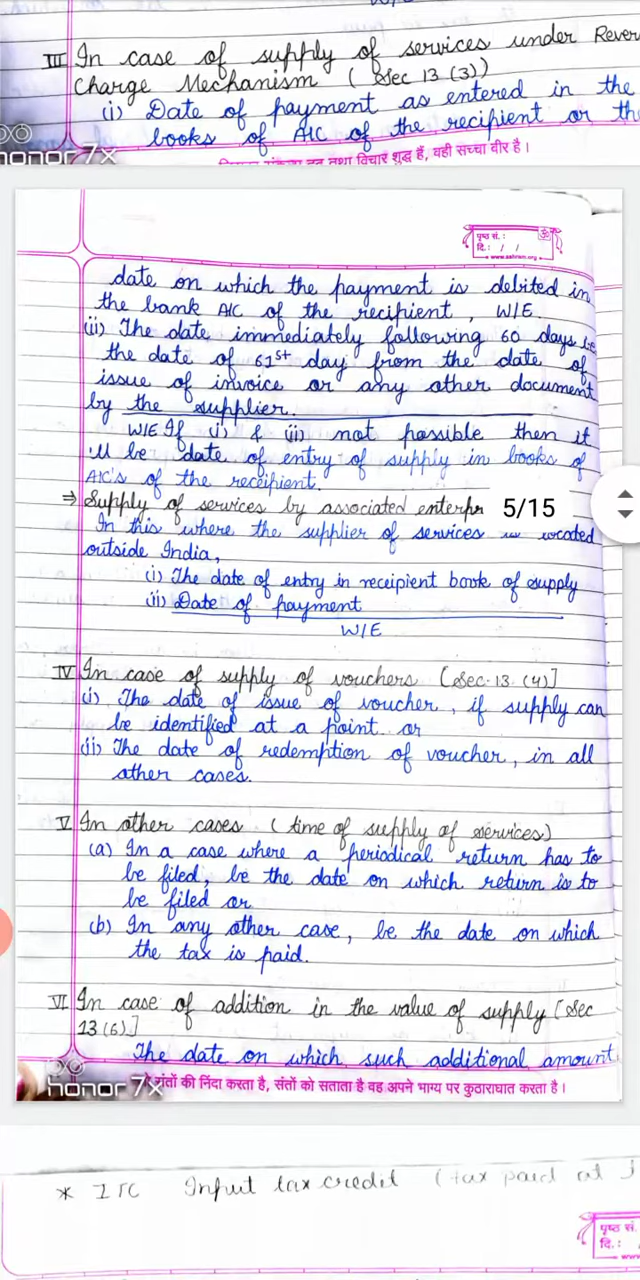 III In case of supply of services under Rever
Charge Mechanism ( Sec 13 (3))
(i) Date of payment as entered in the
books of A/C of the recipient or th
honor 7x
तथा विचार शुद्ध हैं, वही सच्चा वीर है।
पृष्ठ सं. :
दि. : / /
www.ashram.org
date on which the payment is debited in
the bank A/C of the recipient, W/E.
(ii) The date immediately following 60 days i.e
the date of 61st day from the date of
issue of invoice or any other document
by the supplier.
W/E If (i) & (ii) not possible then it
'll be date of entry of supply in books of
A/C's of the receipient.
⇒ Supply of services by associated enterpr
5/15
In this where the supplier of services is located
outside India,
(i) The date of entry in receipient book of supply
(ii) Date of payment
W/E
IV In case of supply of vouchers [Sec. 13 (4)]
(i) The date of issue of voucher, if supply can
be identified at a point or
(ii) The date of redemption of voucher, in all
other cases.
V In other cases ( time of supply of services)
(a) In a case where a periodical return has to
be filed, be the date on which return is to
be filed or
(b) In any other case, be the date on which
the tax is paid.
VI In case of addition in the value of supply [Sec
13 (6).]
The date on which such additional amount
honor 7x
संतों की निंदा करता है, संतों को सताता है वह अपने भाग्य पर कुठाराघात करता है।
* ITC Input tax credit (tax paid at
पृष्ठ सं.
दि. :